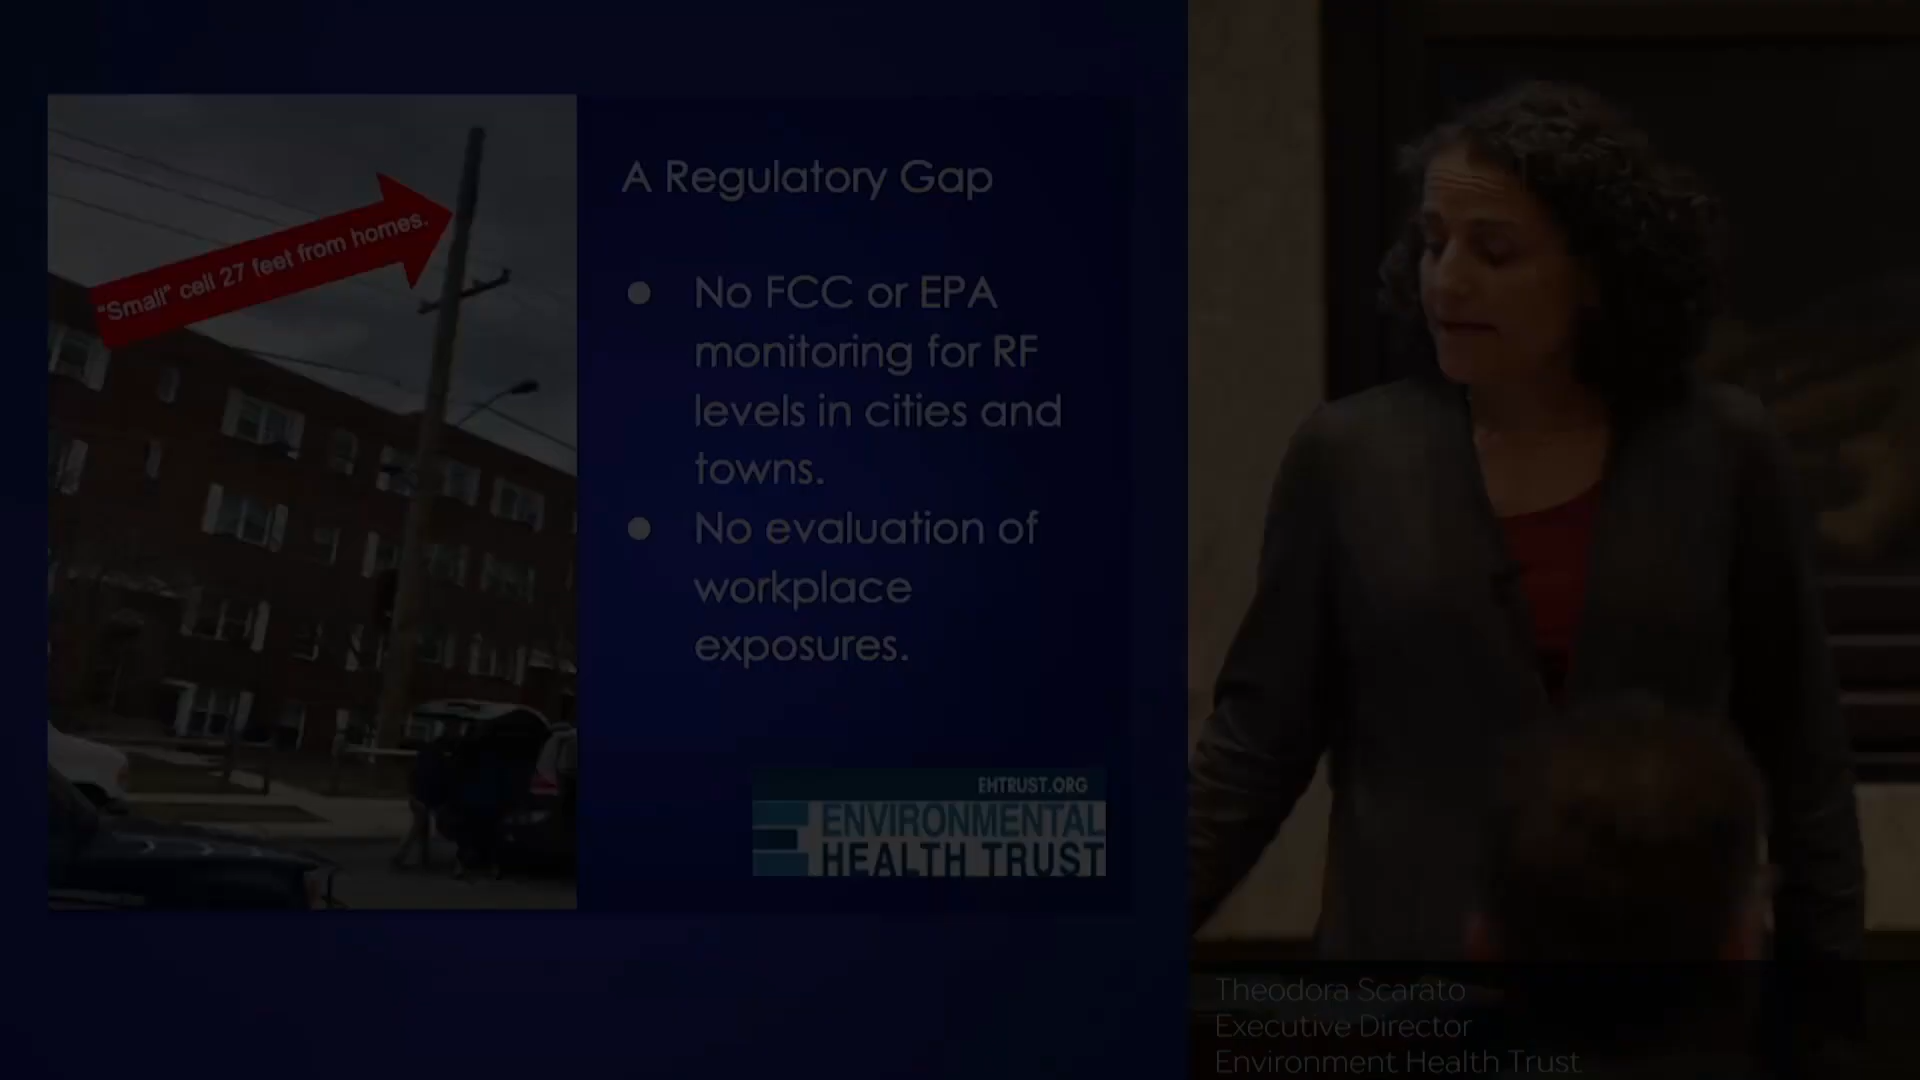 "Small" cell 27 feet from homes.
A Regulatory Gap
● No FCC or EPA
monitoring for RF
levels in cities and
towns.
● No evaluation of
workplace
exposures.
EHTRUST.ORG
ENVIRONMENTAL
HEALTH TRUST
Theodora Scarato
Executive Director
Environment Health Trust